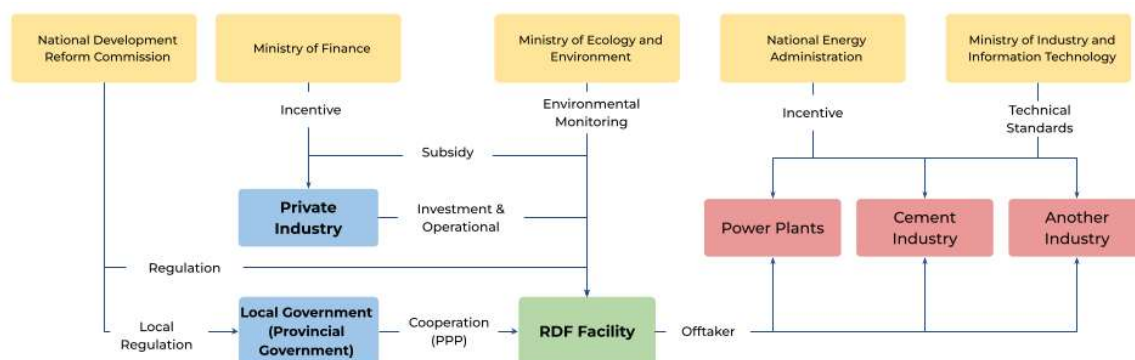 National Development
Reform Commission
Ministry of Finance
Ministry of Ecology and
Environment
National Energy
Administration
Ministry of Industry and
Information Technology
Incentive
Environmental
Monitoring
Incentive
Technical
Standards
Subsidy
Private
Industry
Investment &
Operational
Power Plants
Cement
Industry
Another
Industry
Regulation
Local
Regulation
Local Government
(Provincial
Government)
Cooperation
(PPP)
RDF Facility
Offtaker